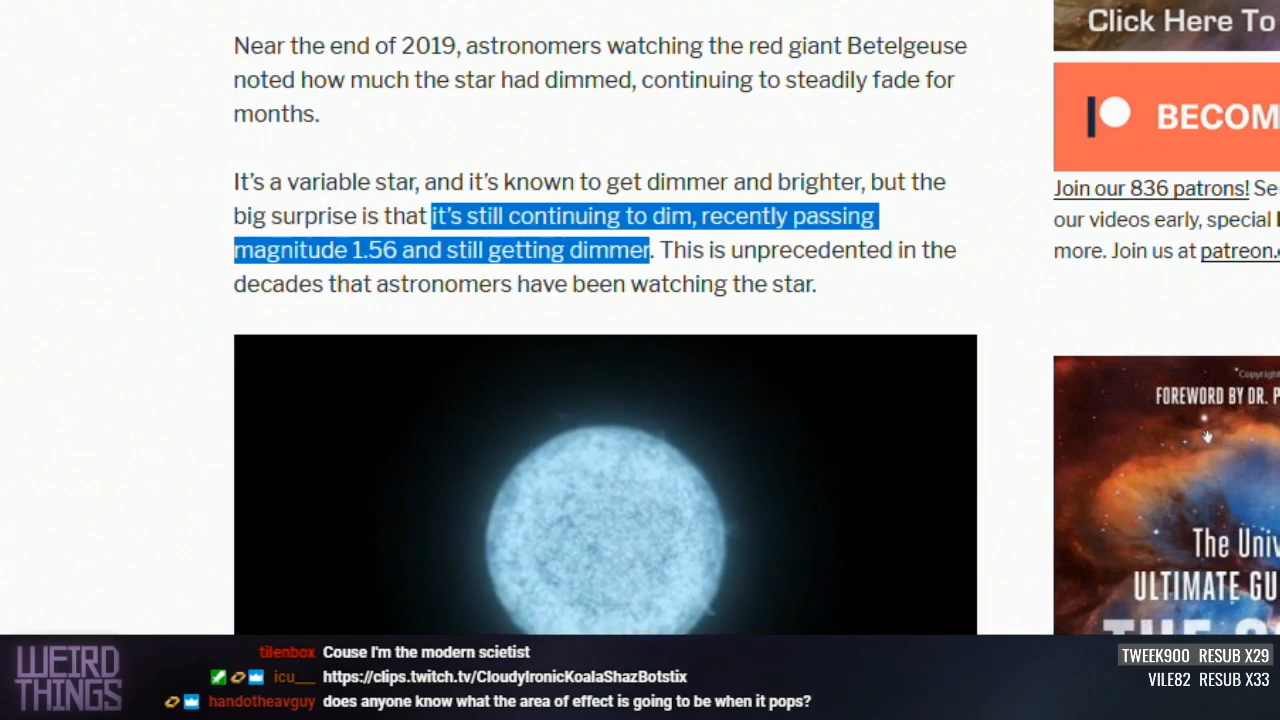 Click Here To
Near the end of 2019, astronomers watching the red giant Betelgeuse
noted how much the star had dimmed, continuing to steadily fade for
months.
It's a variable star, and it's known to get dimmer and brighter, but the
big surprise is that it's still continuing to dim, recently passing
magnitude 1.56 and still getting dimmer. This is unprecedented in the
decades that astronomers have been watching the star.
BECOM
Join our 836 patrons! Se
our videos early, special
more. Join us at patreon.
FOREWORD BY DR. P
The Univ
ULTIMATE GU
WEIRD
THINGS
tilenbox Couse I'm the modern scietist
icu___ https://clips.twitch.tv/CloudyIronicKoalaShazBotstix
handotheavguy does anyone know what the area of effect is going to be when it pops?
TWEEK900 RESUB X29
VILE82 RESUB X33